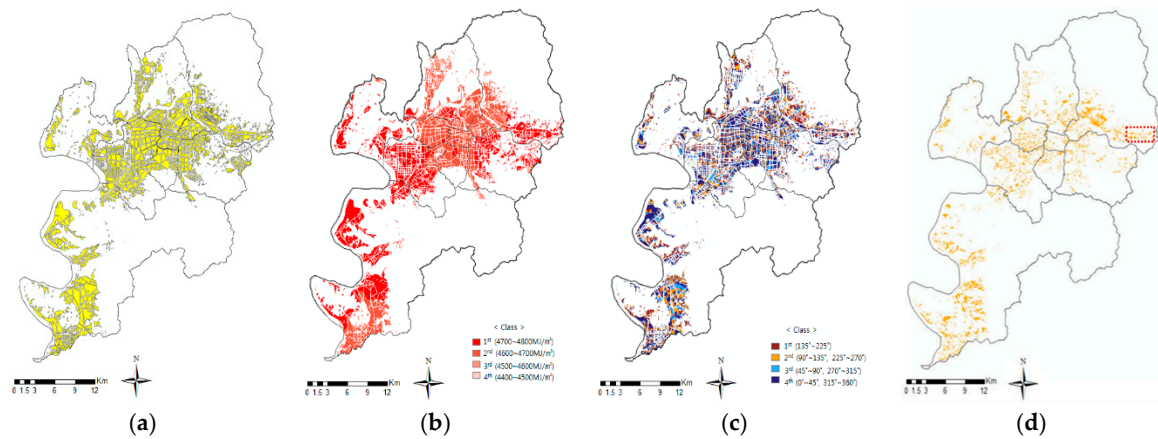 < Class >
1st (4700~4800MJ/m²)
2nd (4600~4700MJ/m²)
3rd (4500~4600MJ/m²)
4th (4400~4500MJ/m²)
< Class >
1st (135°~225°)
2nd (90°~135°, 225°~270°)
3rd (45°~90°, 270°~315°)
4th (0°~45°, 315°~360°)
N
Km
0 1.5 3 6 9 12
N
Km
0 1.5 3 6 9 12
N
Km
0 1.5 3 6 9 12
N
Km
0 1.5 3 6 9 12
(a)
(b)
(c)
(d)